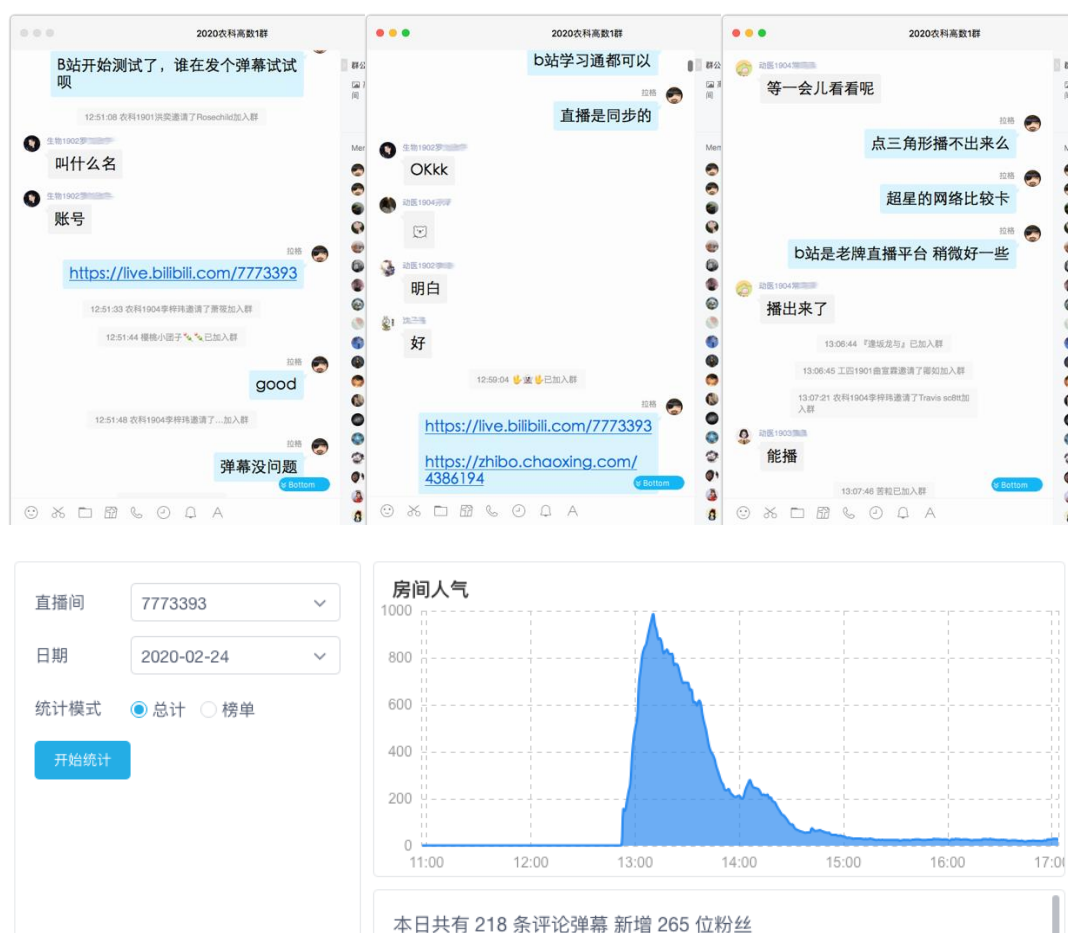 2020农科高数1群
B站开始测试了，谁在发个弹幕试试
呗
群公
12:51:08 农科1901洪奕邀请了Rosechild加入群
生物1902罗
叫什么名
Mem
生物1902
账号
拉格
https://live.bilibili.com/7773393
12:51:33 农科1904李梓玮邀请了萧筱加入群
12:51:44 樱桃小团子已加入群
拉格
good
12:51:48 农科1904李梓玮邀请了...加入群
拉格
弹幕没问题
Bottom
2020农科高数1群
b站学习通都可以
群公
间
拉格
直播是同步的
生物1902罗
Mem
OKkk
动医1904
动医1902
明白
好
12:59:04 已加入群
拉格
https://live.bilibili.com/7773393
https://zhibo.chaoxing.com/
4386194
Bottom
2020农科高数1群
动医1904
等一会儿看看呢
拉格
点三角形播不出来么
拉格
超星的网络比较卡
拉格
b站是老牌直播平台 稍微好一些
动医1904
播出来了
13:06:44 『逢坂龙与』已加入群
13:06:45 工四1901曲宣霖邀请了鄢如加入群
13:07:21 农科1904李梓玮邀请了Travis sc8tt加
入群
动医1903
能播
13:07:46 苦粒已加入群
Bottom
直播间 7773393
日期 2020-02-24
统计模式 总计 榜单
开始统计
房间人气
1000
800
600
400
200
0
11:00 12:00 13:00 14:00 15:00 16:00 17:0
本日共有 218 条评论弹幕 新增 265 位粉丝